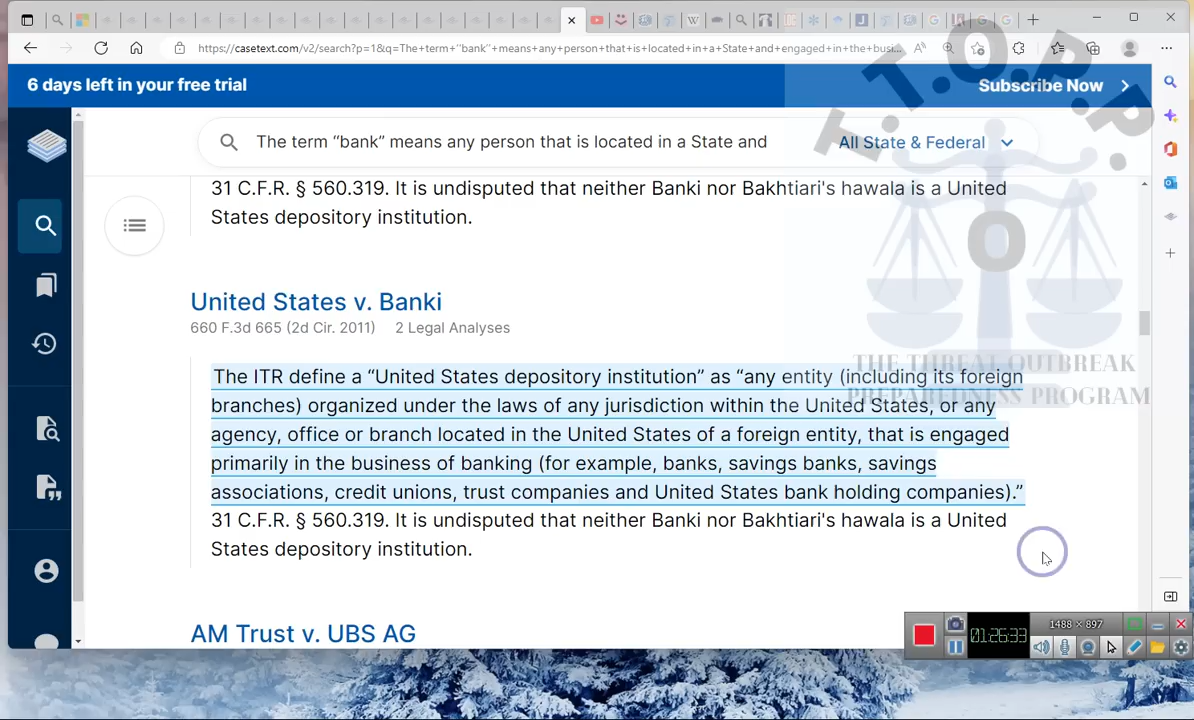 https://casetext.com/v2/search?p=1&q=The+term+"bank"+means+any+person+that+is+located+in+a+State+and+engaged+in+the+busi...
6 days left in your free trial
Subscribe Now
The term “bank” means any person that is located in a State and
All State & Federal
31 C.F.R. § 560.319. It is undisputed that neither Banki nor Bakhtiari's hawala is a United
States depository institution.
United States v. Banki
660 F.3d 665 (2d Cir. 2011) 2 Legal Analyses
The ITR define a “United States depository institution” as “any entity (including its foreign
branches) organized under the laws of any jurisdiction within the United States, or any
agency, office or branch located in the United States of a foreign entity, that is engaged
primarily in the business of banking (for example, banks, savings banks, savings
associations, credit unions, trust companies and United States bank holding companies).”
31 C.F.R. § 560.319. It is undisputed that neither Banki nor Bakhtiari's hawala is a United
States depository institution.
AM Trust v. UBS AG
T.T.O.P.P.
O
THE THREAT OUTBREAK
PREPAREDNESS PROGRAM
1488 × 897
01:26:33